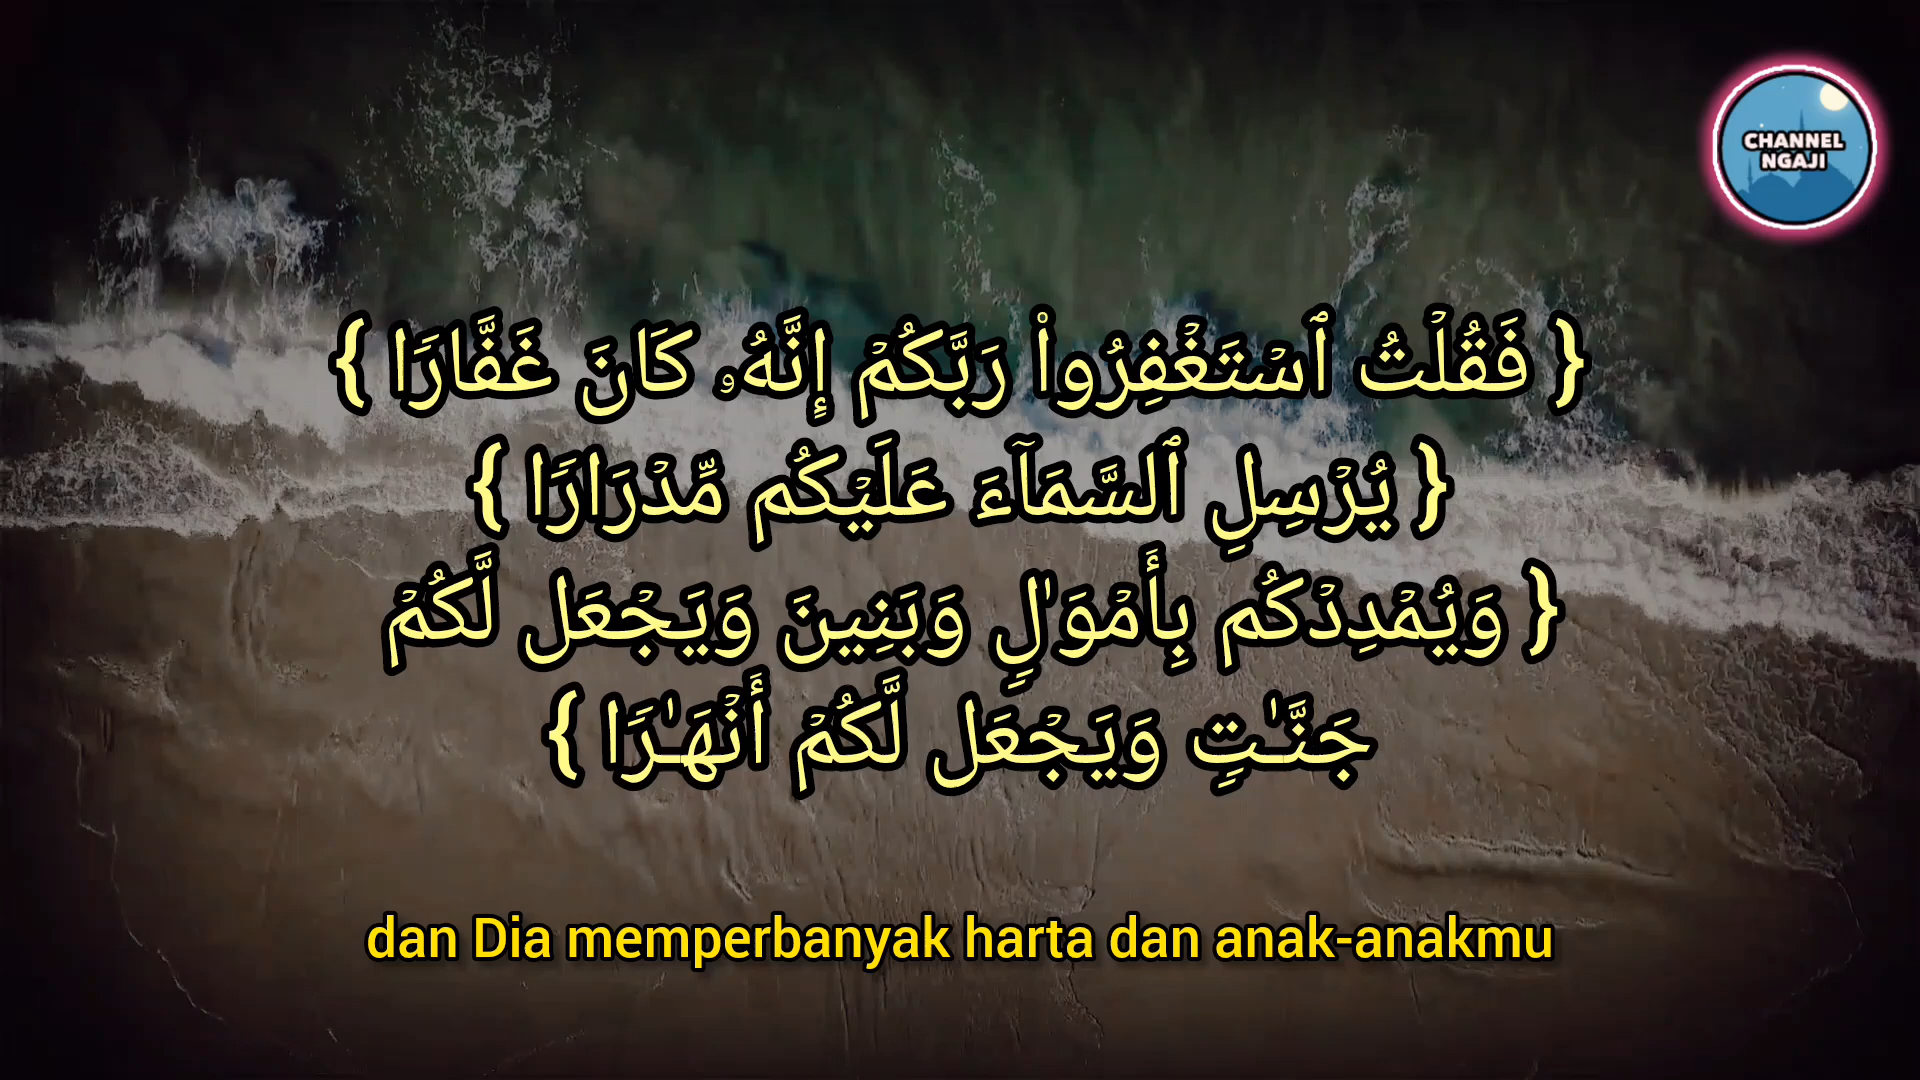 CHANNEL
NGAJI
{ فَقُلۡتُ ٱسۡتَغۡفِرُواْ رَبَّكُمۡ إِنَّهُۥ كَانَ غَفَّارٗا }
{ يُرۡسِلِ ٱلسَّمَآءَ عَلَيۡكُم مِّدۡرَارٗا }
{ وَيُمۡدِدۡكُم بِأَمۡوَٰلٖ وَبَنِينَ وَيَجۡعَل لَّكُمۡ
جَنَّـٰتٖ وَيَجۡعَل لَّكُمۡ أَنۡهَـٰرٗا }
dan Dia memperbanyak harta dan anak-anakmu